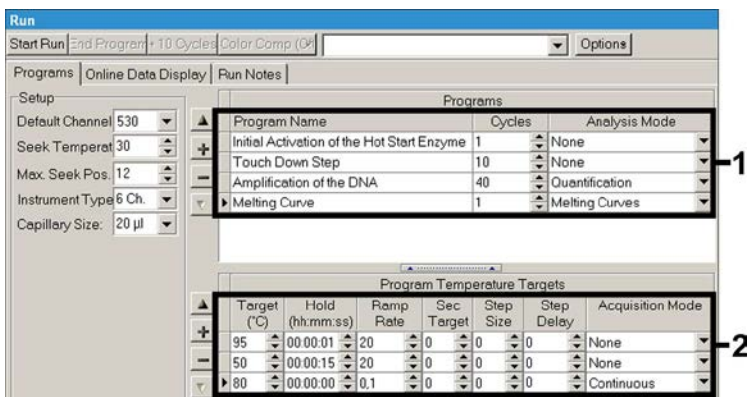 Run
Start Run End Program + 10 Cycles Color Comp (Off) Options
Programs Online Data Display Run Notes
Setup
Default Channel 530
Seek Temperat 30
Max. Seek Pos. 12
Instrument Type 6 Ch.
Capillary Size: 20 µl
Programs
Program Name Cycles Analysis Mode
Initial Activation of the Hot Start Enzyme 1 None
Touch Down Step 10 None
Amplification of the DNA 40 Quantification
Melting Curve 1 Melting Curves
1
Program Temperature Targets
Target (°C) Hold (hh:mm:ss) Ramp Rate Sec Target Step Size Step Delay Acquisition Mode
95 00:00:01 20 0 0 0 None
50 00:00:15 20 0 0 0 None
80 00:00:00 0,1 0 0 0 Continuous
2